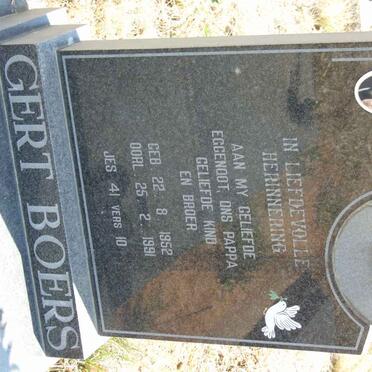 IN LIEFDEVOLLE
HERINNERING
AAN MY GELIEFDE
EGGENOOT, ONS PAPPA
GELIEFDE KIND
EN BROER
GEB 22. 8. 1952
OORL. 25. 2. 1991
JES 41 VERS 10
GERT BOERS